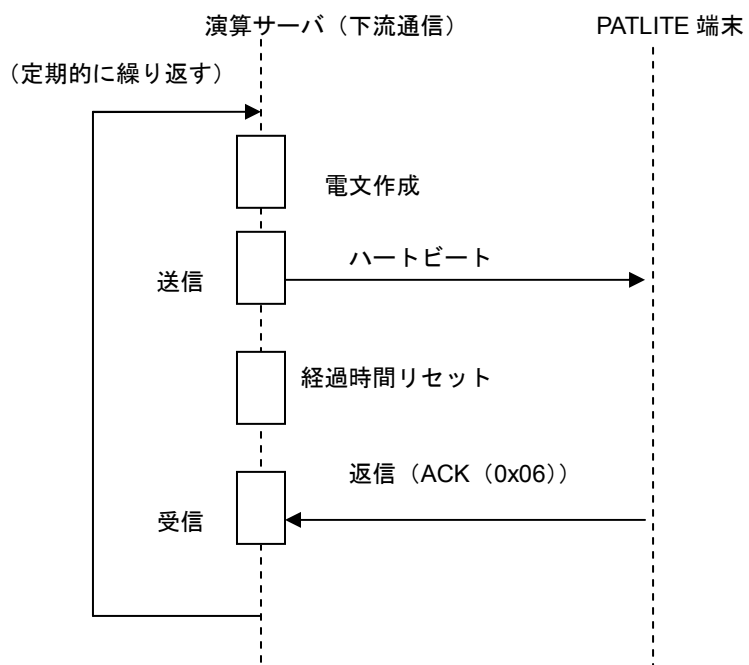 演算サーバ（下流通信）
PATLITE 端末
（定期的に繰り返す）
電文作成
ハートビート
送信
経過時間リセット
返信（ACK（0x06））
受信